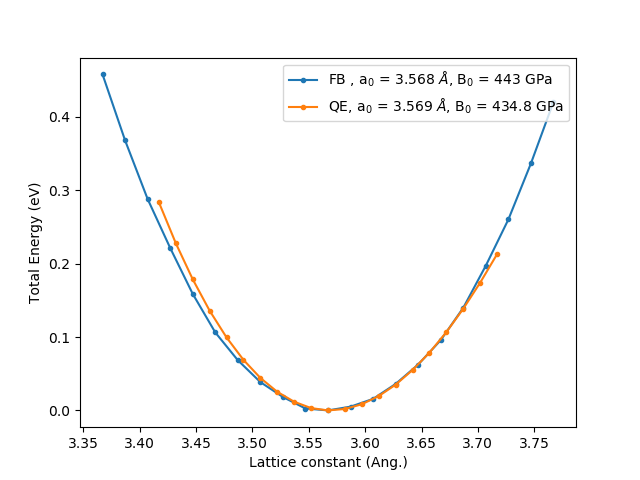 FB , a₀ = 3.568 Å, B₀ = 443 GPa
QE, a₀ = 3.569 Å, B₀ = 434.8 GPa
0.4
0.3
0.2
0.1
0.0
Total Energy (eV)
3.35 3.40 3.45 3.50 3.55 3.60 3.65 3.70 3.75
Lattice constant (Ang.)